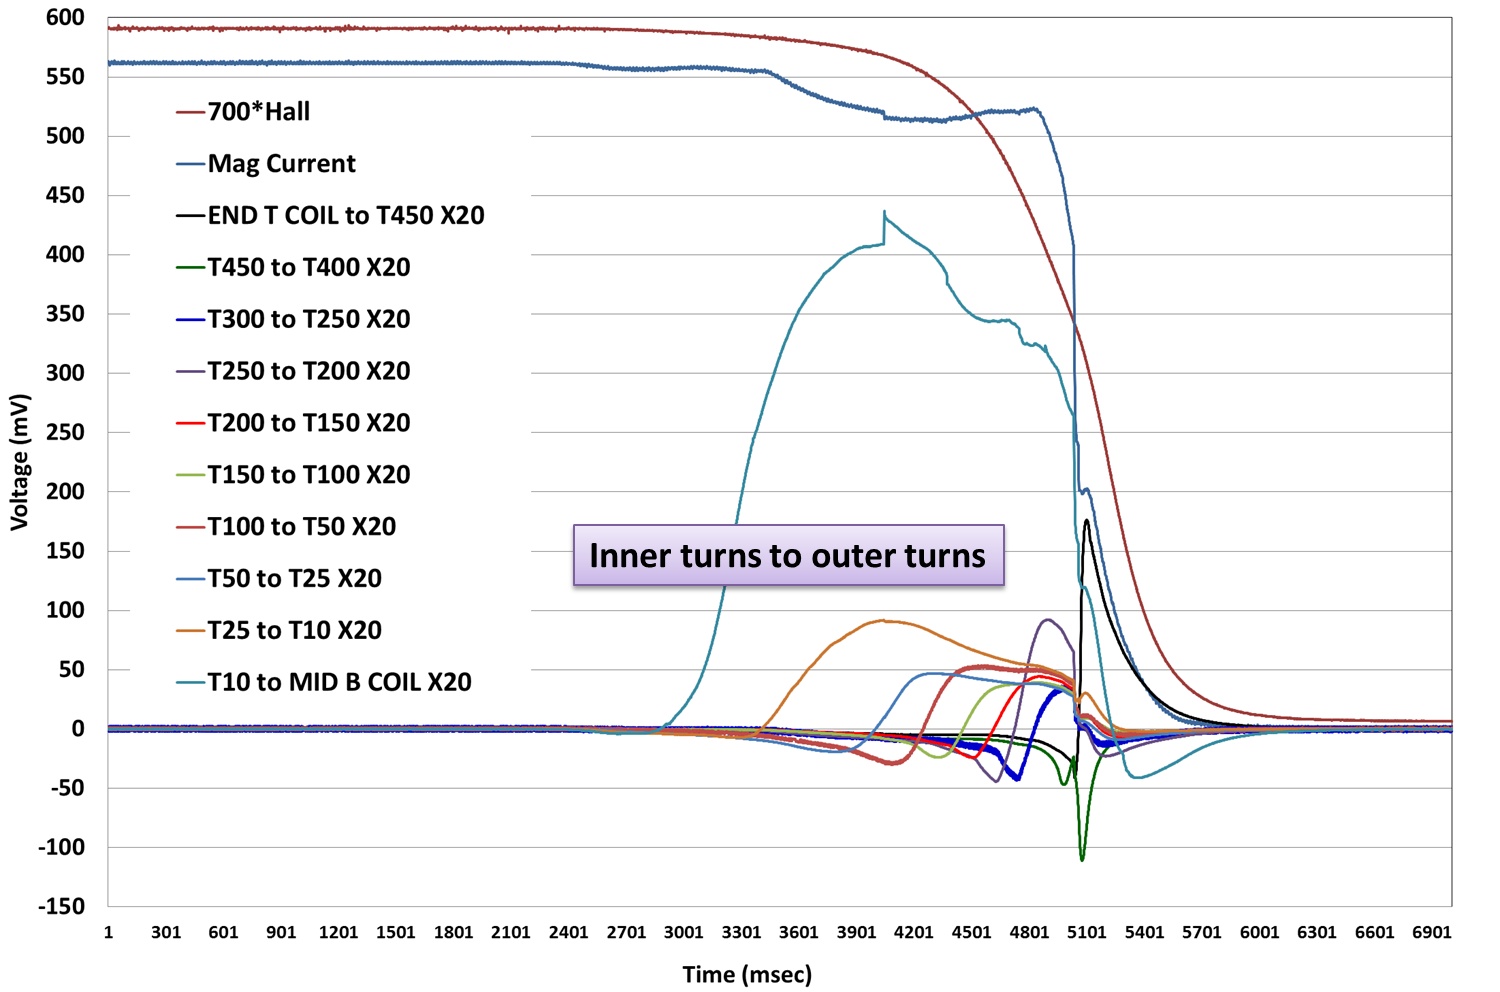 600
550
500
450
400
350
300
250
200
150
100
50
0
-50
-100
-150
Voltage (mV)
700*Hall
Mag Current
END T COIL to T450 X20
T450 to T400 X20
T300 to T250 X20
T250 to T200 X20
T200 to T150 X20
T150 to T100 X20
T100 to T50 X20
T50 to T25 X20
T25 to T10 X20
T10 to MID B COIL X20
Inner turns to outer turns
1 301 601 901 1201 1501 1801 2101 2401 2701 3001 3301 3601 3901 4201 4501 4801 5101 5401 5701 6001 6301 6601 6901
Time (msec)